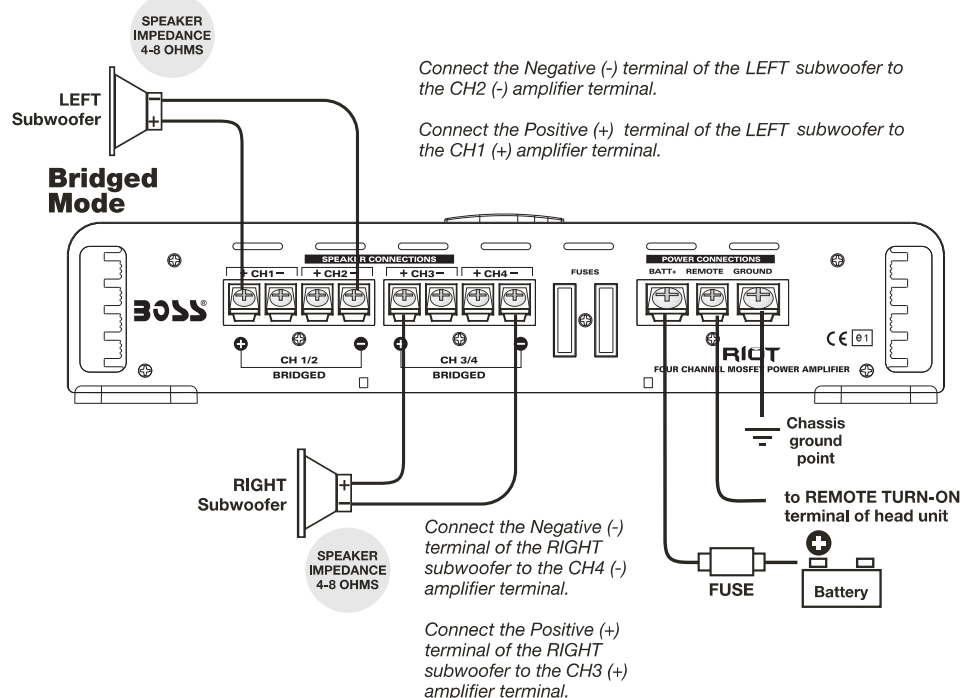 SPEAKER
IMPEDANCE
4-8 OHMS
Connect the Negative (-) terminal of the LEFT subwoofer to
the CH2 (-) amplifier terminal.
Connect the Positive (+) terminal of the LEFT subwoofer to
the CH1 (+) amplifier terminal.
LEFT
Subwoofer
- +
Bridged
Mode
SPEAKER CONNECTIONS
+ CH1 -
+ CH2 -
+ CH3 -
+ CH4 -
FUSES
POWER CONNECTIONS
BATT+ REMOTE GROUND
BOSS®
+ -
CH 1/2
BRIDGED
+ -
CH 3/4
BRIDGED
RIOT
FOUR CHANNEL MOSFET POWER AMPLIFIER
CE e1
Chassis
ground
point
RIGHT
Subwoofer
+ -
SPEAKER
IMPEDANCE
4-8 OHMS
Connect the Negative (-)
terminal of the RIGHT
subwoofer to the CH4 (-)
amplifier terminal.
Connect the Positive (+)
terminal of the RIGHT
subwoofer to the CH3 (+)
amplifier terminal.
to REMOTE TURN-ON
terminal of head unit
+
FUSE
Battery